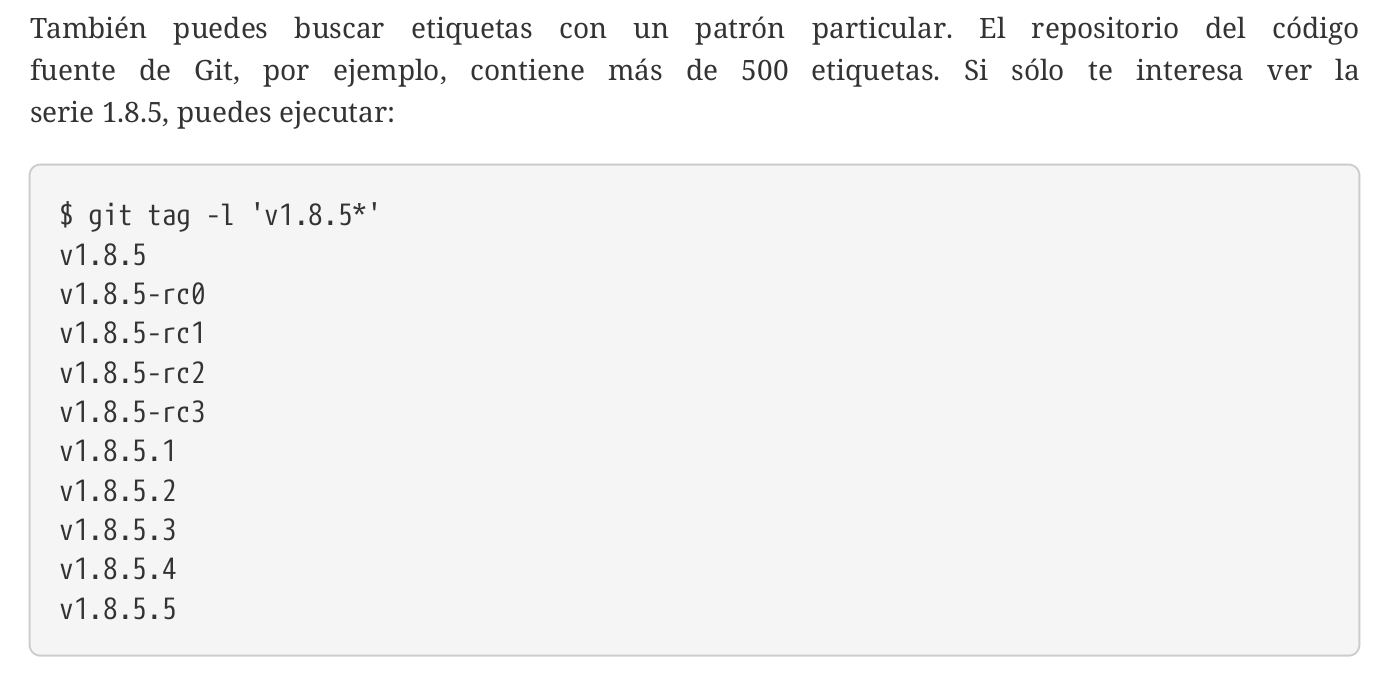 También puedes buscar etiquetas con un patrón particular. El repositorio del código
fuente de Git, por ejemplo, contiene más de 500 etiquetas. Si sólo te interesa ver la
serie 1.8.5, puedes ejecutar:
$ git tag -l 'v1.8.5*'
v1.8.5
v1.8.5-rc0
v1.8.5-rc1
v1.8.5-rc2
v1.8.5-rc3
v1.8.5.1
v1.8.5.2
v1.8.5.3
v1.8.5.4
v1.8.5.5